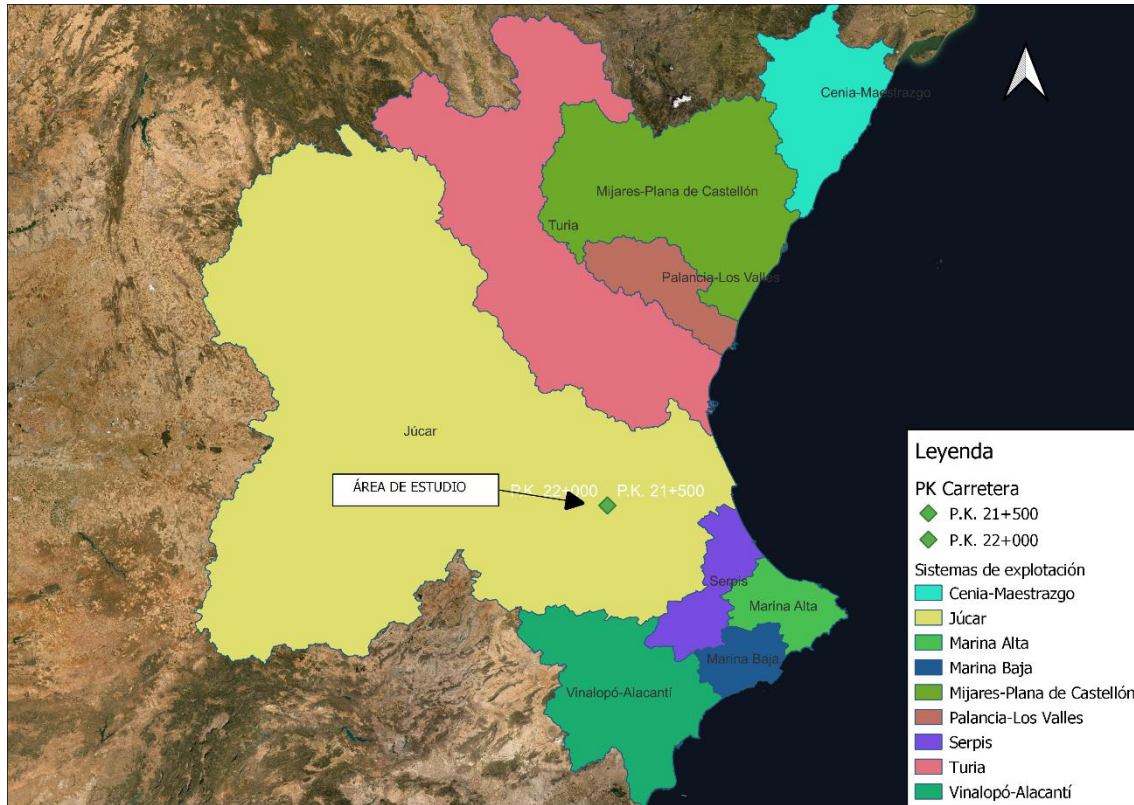 Cenia-Maestrazgo
Mijares-Plana de Castellón
Turia
Palancia-Los Valles
Júcar
ÁREA DE ESTUDIO
P.K. 22+000 P.K. 21+500
Serpis
Marina Alta
Marina Baja
Vinalopó-Alacantí
Leyenda
PK Carretera
P.K. 21+500
P.K. 22+000
Sistemas de explotación
Cenia-Maestrazgo
Júcar
Marina Alta
Marina Baja
Mijares-Plana de Castellón
Palancia-Los Valles
Serpis
Turia
Vinalopó-Alacantí